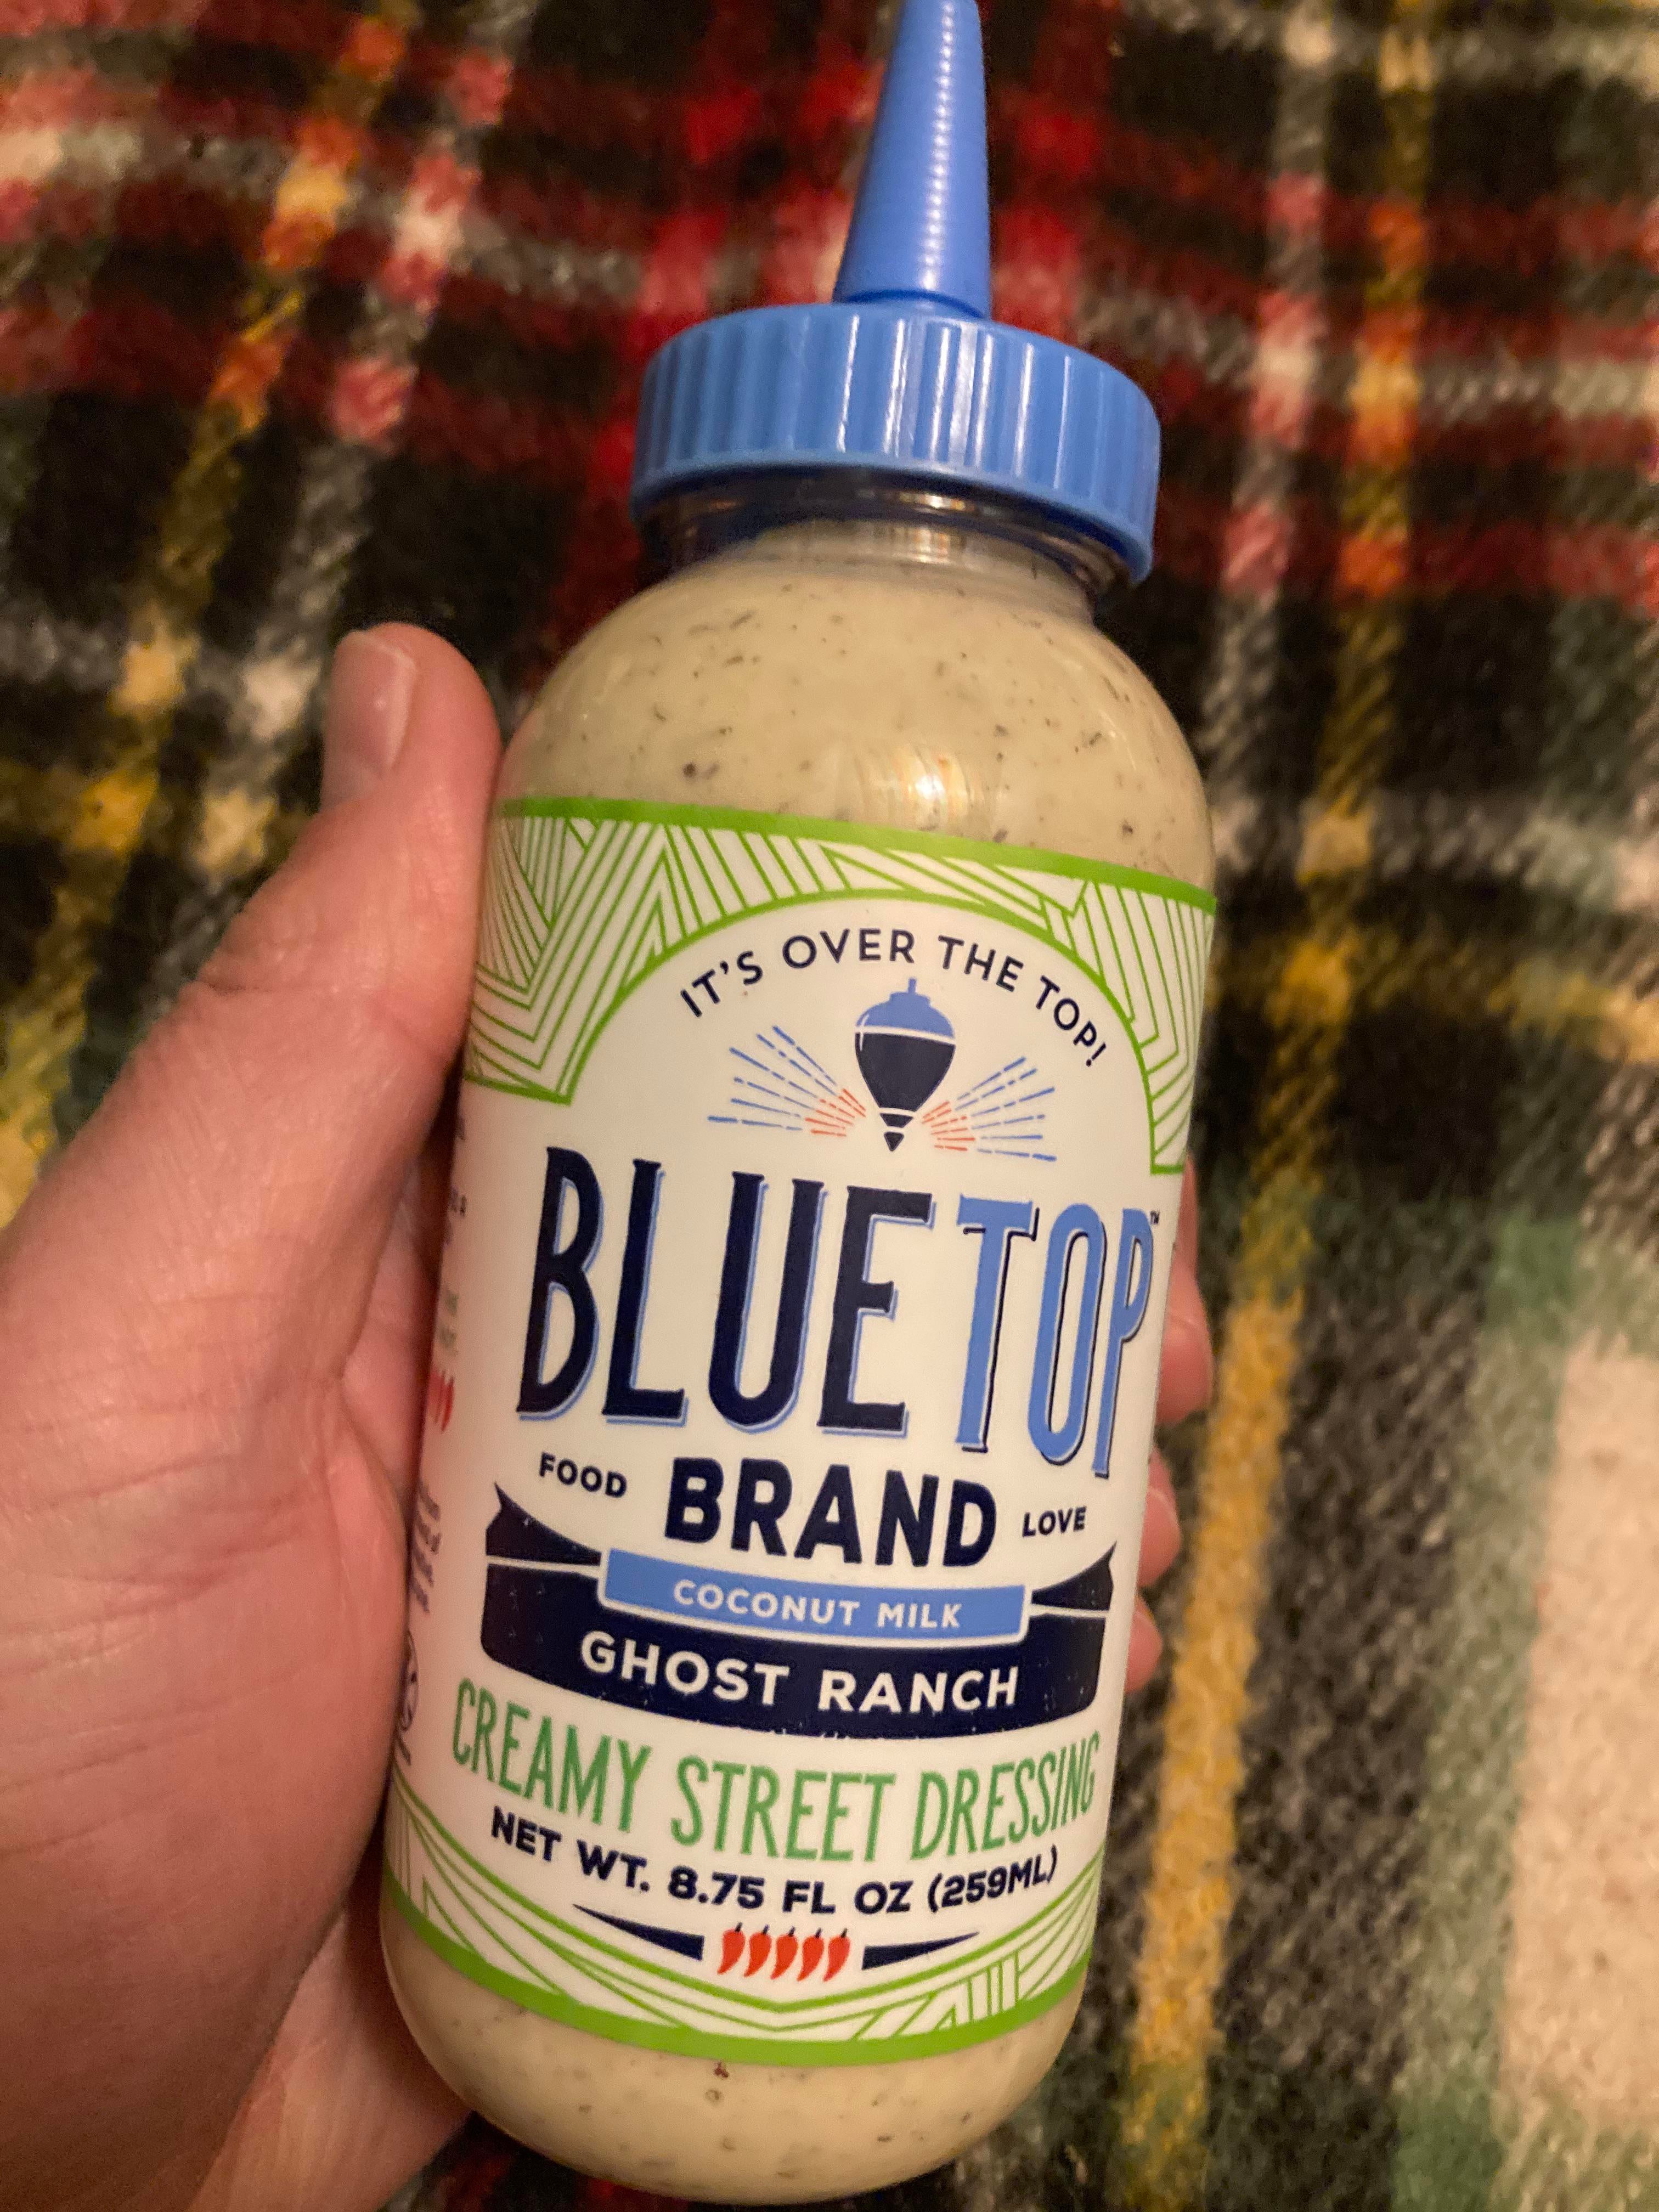 IT'S OVER THE TOP!
BLUE TOP™
FOOD BRAND LOVE
COCONUT MILK
GHOST RANCH
CREAMY STREET DRESSING
NET WT. 8.75 FL OZ (259ML)